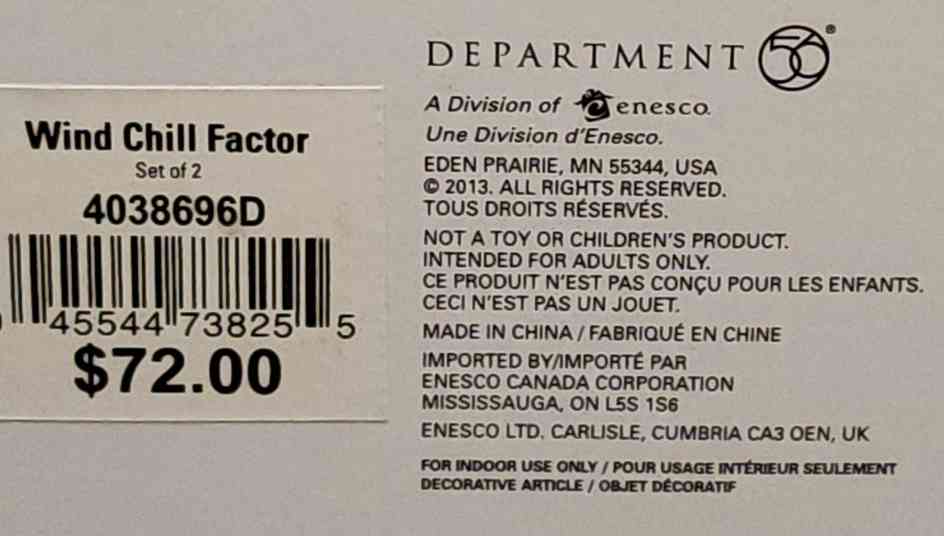 Wind Chill Factor
Set of 2
4038696D
45544 73825 5
$72.00
DEPARTMENT 56®
A Division of enesco.
Une Division d'Enesco.
EDEN PRAIRIE, MN 55344, USA
© 2013. ALL RIGHTS RESERVED.
TOUS DROITS RÉSERVÉS.
NOT A TOY OR CHILDREN'S PRODUCT.
INTENDED FOR ADULTS ONLY.
CE PRODUIT N'EST PAS CONÇU POUR LES ENFANTS.
CECI N'EST PAS UN JOUET.
MADE IN CHINA / FABRIQUÉ EN CHINE
IMPORTED BY/IMPORTÉ PAR
ENESCO CANADA CORPORATION
MISSISSAUGA, ON L5S 1S6
ENESCO LTD. CARLISLE, CUMBRIA CA3 OEN, UK
FOR INDOOR USE ONLY / POUR USAGE INTÉRIEUR SEULEMENT
DECORATIVE ARTICLE / OBJET DÉCORATIF